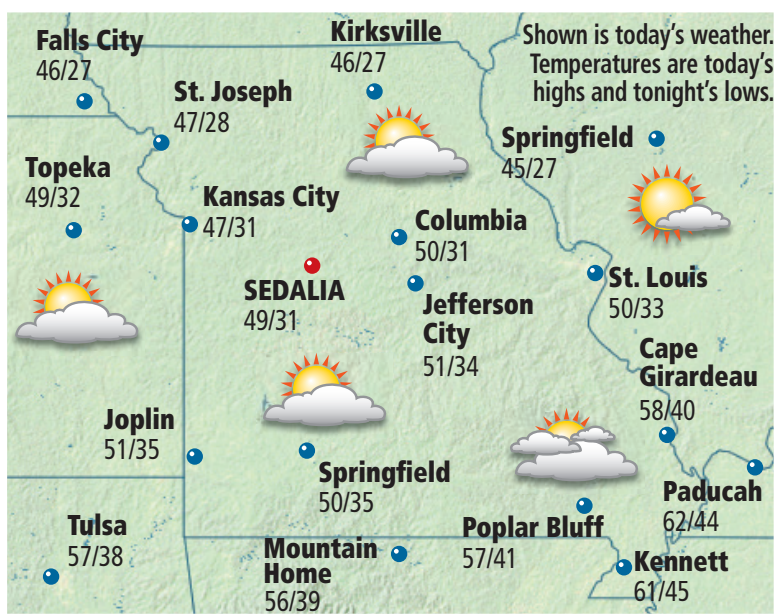 Shown is today's weather.
Temperatures are today's
highs and tonight's lows.
Falls City
46/27
Kirksville
46/27
St. Joseph
47/28
Springfield
45/27
Topeka
49/32
Kansas City
47/31
Columbia
50/31
SEDALIA
49/31
Jefferson
City
51/34
St. Louis
50/33
Cape
Girardeau
58/40
Joplin
51/35
Springfield
50/35
Poplar Bluff
57/41
Paducah
62/44
Tulsa
57/38
Mountain
Home
56/39
Kennett
61/45